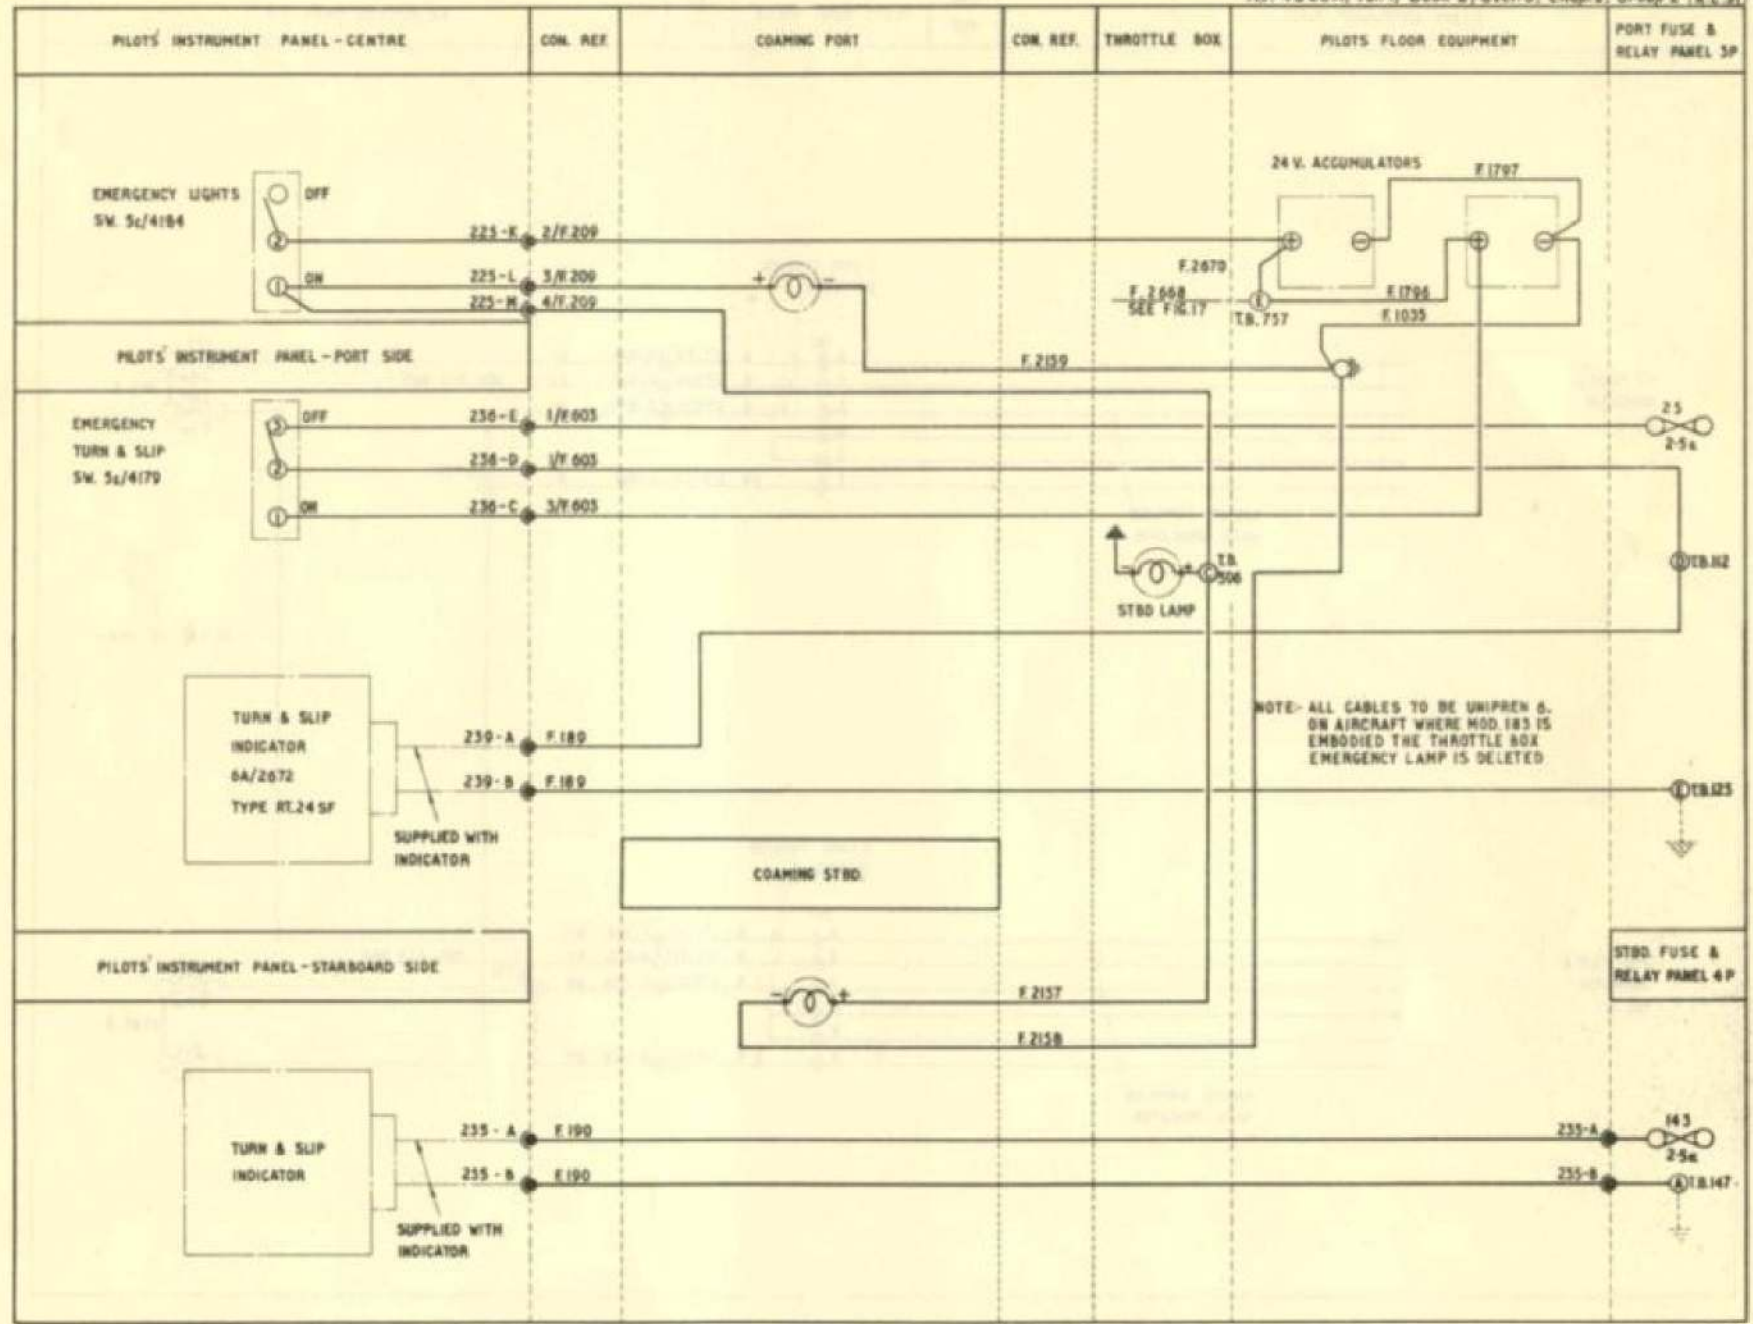 PILOTS' INSTRUMENT PANEL - CENTRE
CON. REF.
COAMING PORT
CON. REF.
THROTTLE BOX
PILOTS FLOOR EQUIPMENT
PORT FUSE &
RELAY PANEL 3P
EMERGENCY LIGHTS
SW. 5c/4184
OFF
2
1
ON
225-K
2/F.209
225-L
3/F.209
225-M
4/F.209
+
-
24 V. ACCUMULATORS
F.1797
+
-
+
-
F.2670
F.2668
SEE FIG.17
T.B.757
F.1796
F.1035
PILOTS' INSTRUMENT PANEL - PORT SIDE
F.2159
EMERGENCY
TURN & SLIP
SW. 5c/4179
3
OFF
2
1
ON
236-E
1/F.603
236-D
236-C
3/F.603
25
2·5a
T.B.112
-
+
C
T.B.
STBD LAMP
TURN & SLIP
INDICATOR
6A/2672
TYPE RT.24 SF
239-A
F.189
239-B
F.189
SUPPLIED WITH
INDICATOR
NOTE:- ALL CABLES TO BE UNIPREN 6.
ON AIRCRAFT WHERE MOD. 183 IS
EMBODIED THE THROTTLE BOX
EMERGENCY LAMP IS DELETED
T.B.125
COAMING STBD.
PILOTS' INSTRUMENT PANEL - STARBOARD SIDE
STBD. FUSE &
RELAY PANEL 4P
-
+
F.2157
F.2158
TURN & SLIP
INDICATOR
235 - A
F.190
235 - B
F.190
SUPPLIED WITH
INDICATOR
235-A
143
2·5a
235-B
A
T.B.147